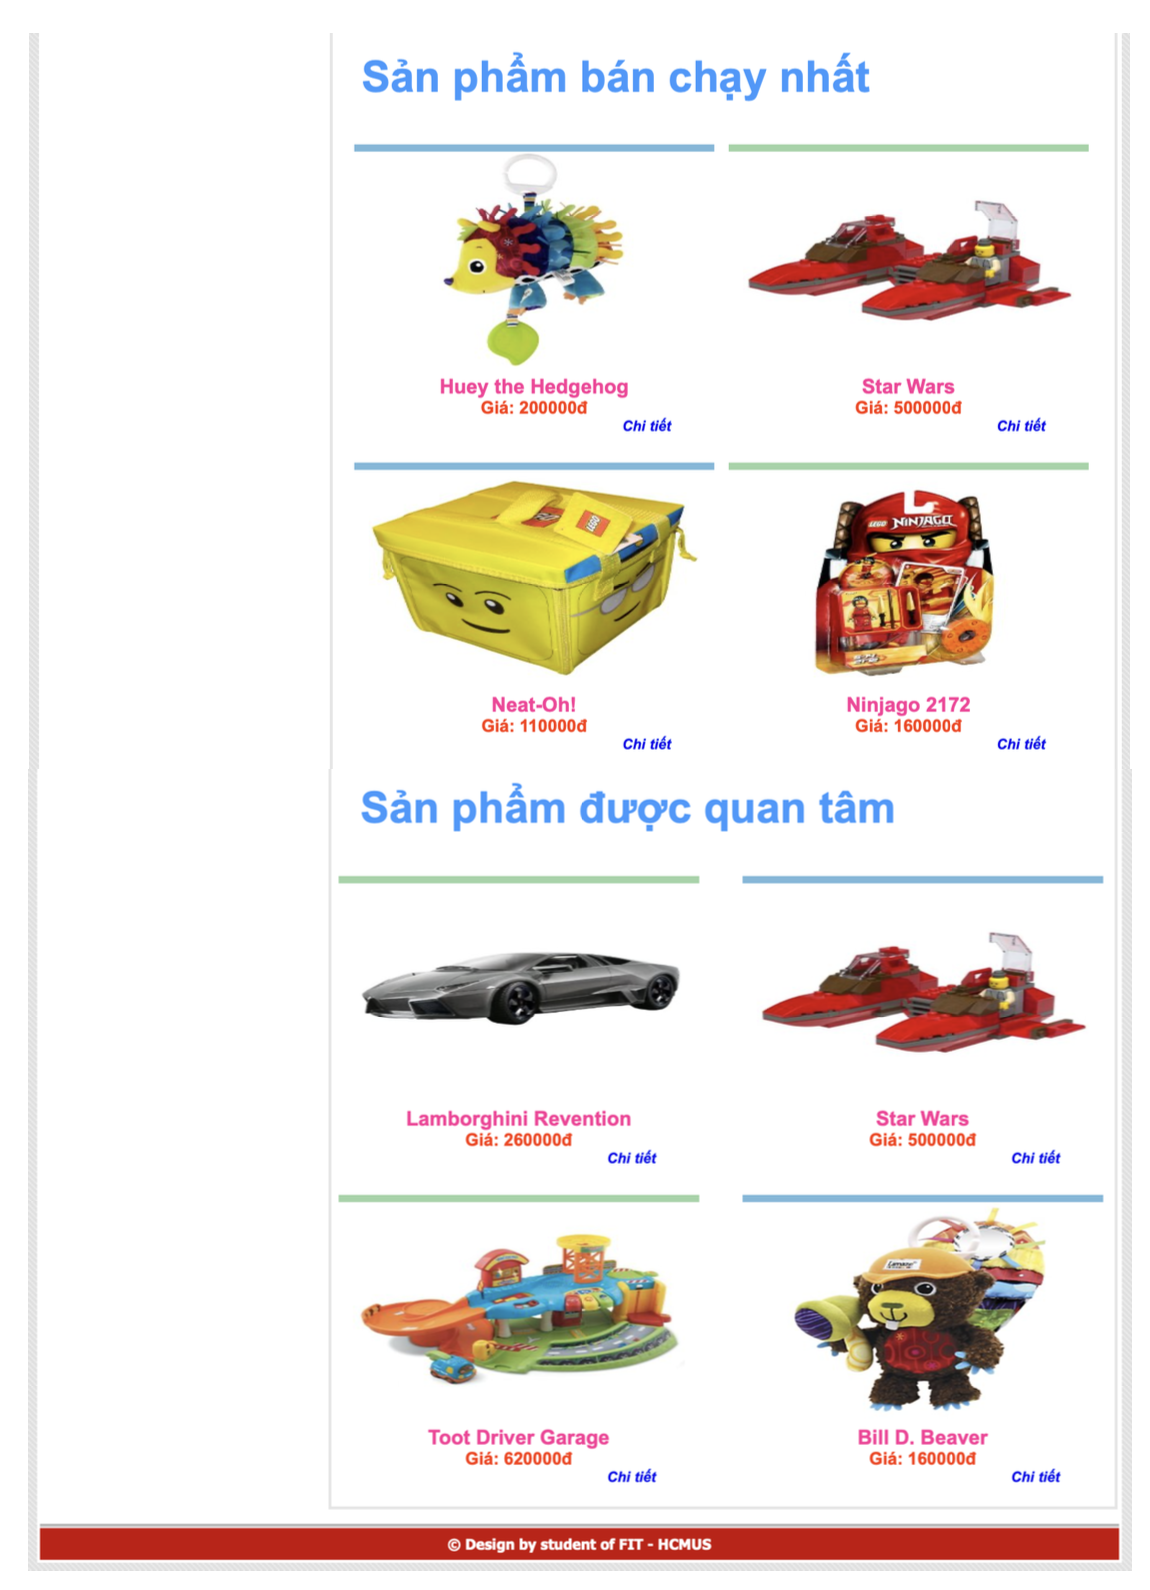 Sản phẩm bán chạy nhất
Huey the Hedgehog
Giá: 200000đ
Chi tiết
Star Wars
Giá: 500000đ
Chi tiết
LEGO
LEGO NINJAGO
Neat-Oh!
Giá: 110000đ
Chi tiết
Ninjago 2172
Giá: 160000đ
Chi tiết
Sản phẩm được quan tâm
Lamborghini Revention
Giá: 260000đ
Chi tiết
Star Wars
Giá: 500000đ
Chi tiết
Lamaze
Toot Driver Garage
Giá: 620000đ
Chi tiết
Bill D. Beaver
Giá: 160000đ
Chi tiết
© Design by student of FIT - HCMUS